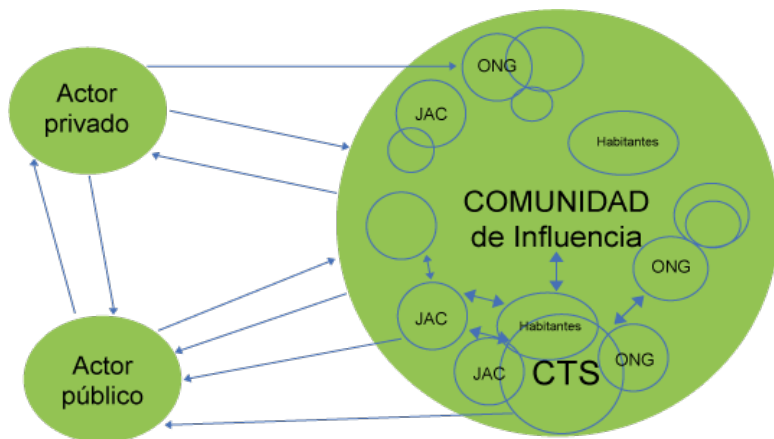 Actor
privado
ONG
JAC
Habitantes
COMUNIDAD
de Influencia
ONG
JAC
Habitantes
JAC
CTS
ONG
Actor
público